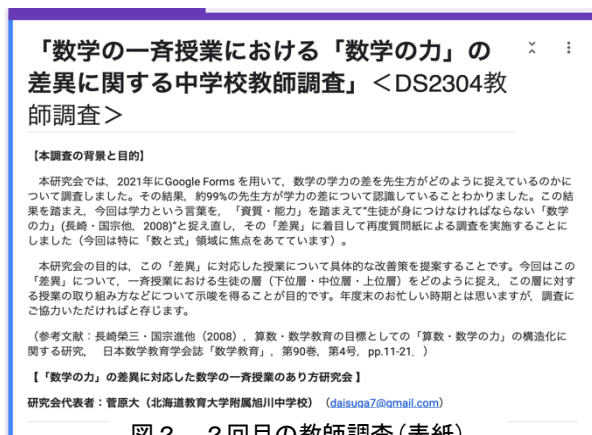 「数学の一斉授業における「数学の力」の
差異に関する中学校教師調査」＜DS2304教
師調査＞
【本調査の背景と目的】
本研究会では，2021年にGoogle Forms を用いて，数学の学力の差を先生方がどのように捉えているのかに
ついて調査しました。その結果，約99%の先生方が学力の差について認識していることわかりました。この結
果を踏まえ，今回は学力という言葉を，「資質・能力」を踏まえて"生徒が身につけなければならない「数学
の力」(長崎・国宗他，2008)"と捉え直し，その「差異」に着目して再度質問紙による調査を実施することに
しました（今回は特に「数と式」領域に焦点をあてています）。
本研究会の目的は，この「差異」に対応した授業について具体的な改善策を提案することです。今回はこの
「差異」について，一斉授業における生徒の層（下位層・中位層・上位層）をどのように捉え，この層に対す
る授業の取り組み方などについて示唆を得ることが目的です。年度末のお忙しい時期とは思いますが，調査に
ご協力いただければと存じます。
（参考文献：長崎榮三・国宗進他（2008），算数・数学教育の目標としての「算数・数学の力」の構造化に
関する研究，　日本数学教育学会誌「数学教育」，第90巻，第4号，pp.11-21．）
【「数学の力」の差異に対応した数学の一斉授業のあり方研究会 】
研究会代表者：菅原大（北海道教育大学附属旭川中学校）（daisuga7@gmail.com）
図２　２回目の教師調査（表紙）